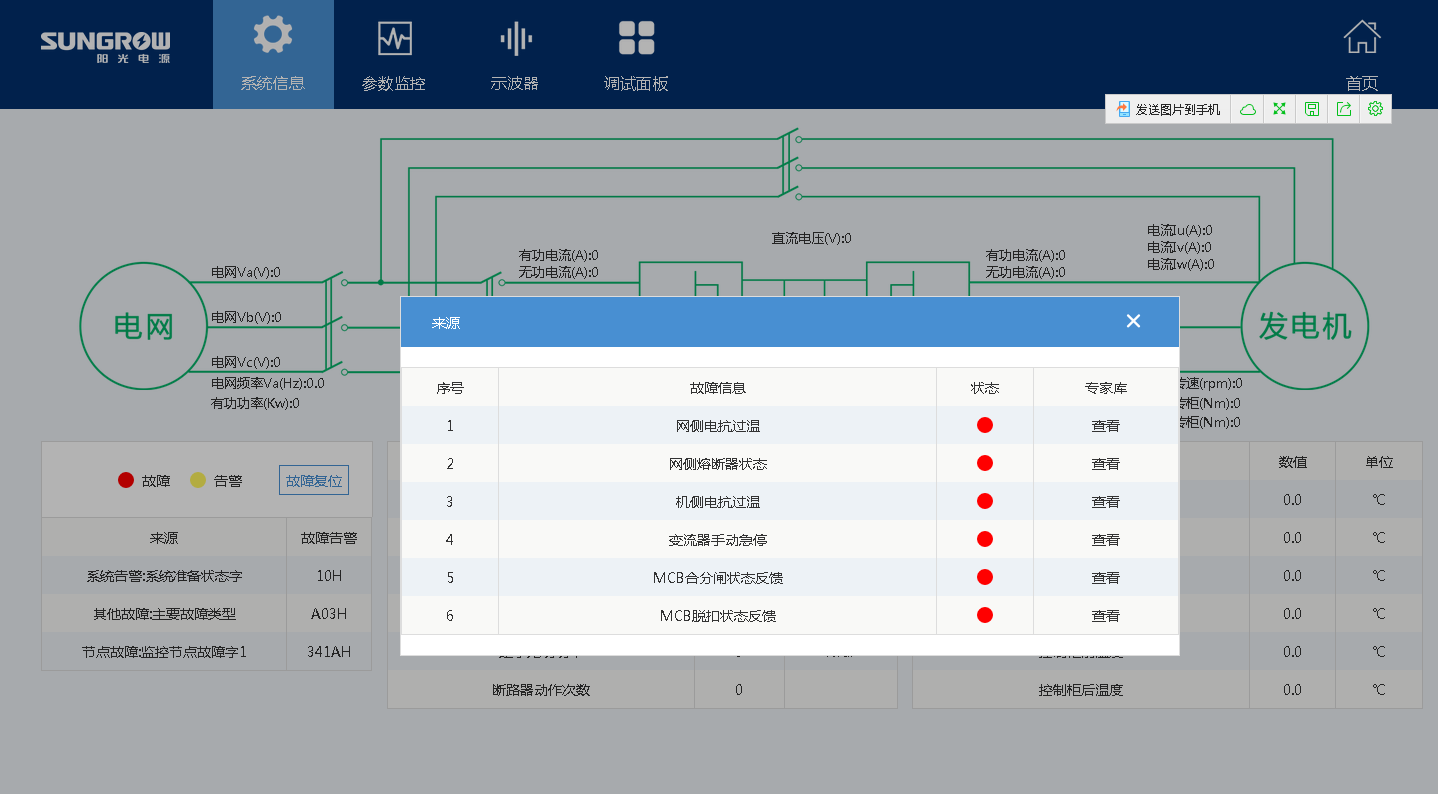 SUNGROW
阳光电源
系统信息
参数监控
示波器
调试面板
首页
发送图片到手机
直流电压(V):0
电流Iu(A):0
电流Iv(A):0
电流Iw(A):0
有功电流(A):0
无功电流(A):0
有功电流(A):0
无功电流(A):0
电网Va(V):0
电网Vb(V):0
电网Vc(V):0
电网频率Va(Hz):0.0
有功功率(Kw):0
电网
发电机
速(rpm):0
柜(Nm):0
柜(Nm):0
来源
序号 故障信息 状态 专家库
1 网侧电抗过温 查看
2 网侧熔断器状态 查看
3 机侧电抗过温 查看
4 变流器手动急停 查看
5 MCB合分闸状态反馈 查看
6 MCB脱扣状态反馈 查看
故障 告警 故障复位
来源 故障告警
系统告警:系统准备状态字 10H
其他故障:主要故障类型 A03H
节点故障:监控节点故障字1 341AH
断路器动作次数 0
数值 单位
0.0 ℃
0.0 ℃
0.0 ℃
0.0 ℃
0.0 ℃
控制柜后温度 0.0 ℃